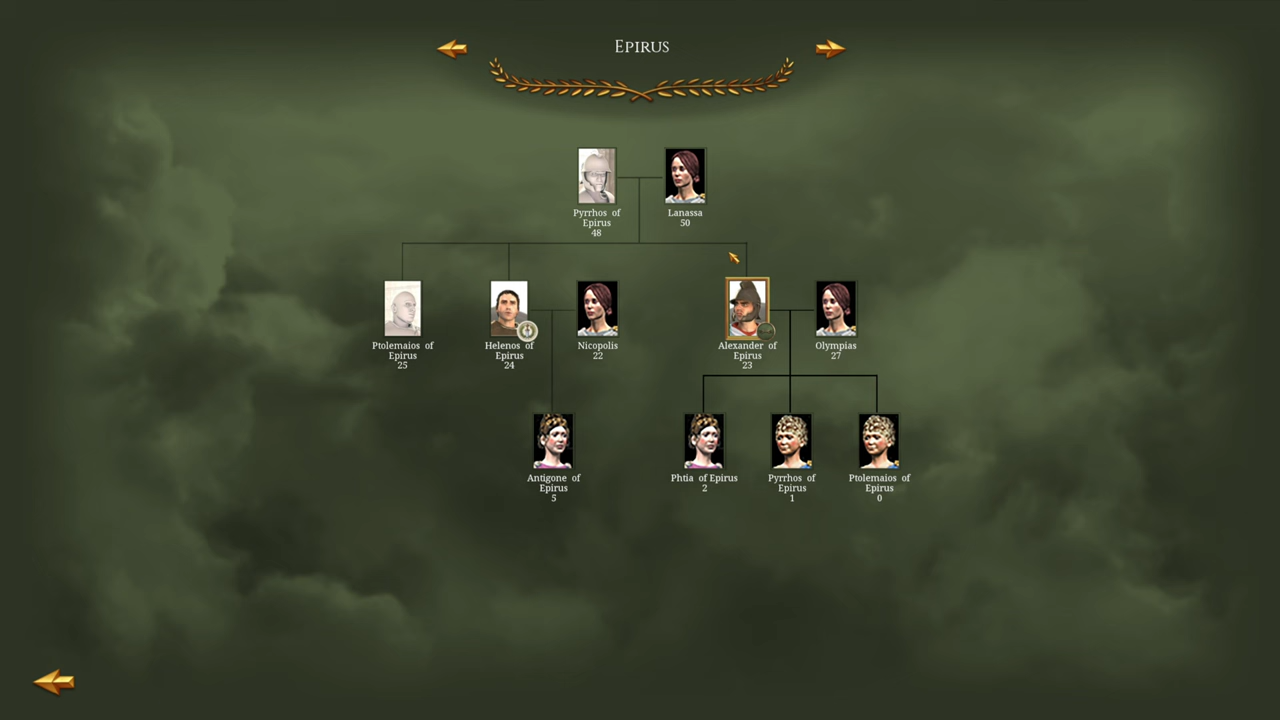 EPIRUS
Pyrrhos of
Epirus
48
Lanassa
50
Ptolemaios of
Epirus
25
Helenos of
Epirus
24
Nicopolis
22
Alexander of
Epirus
23
Olympias
27
Antigone of
Epirus
5
Phtia of Epirus
2
Pyrrhos of
Epirus
1
Ptolemaios of
Epirus
0